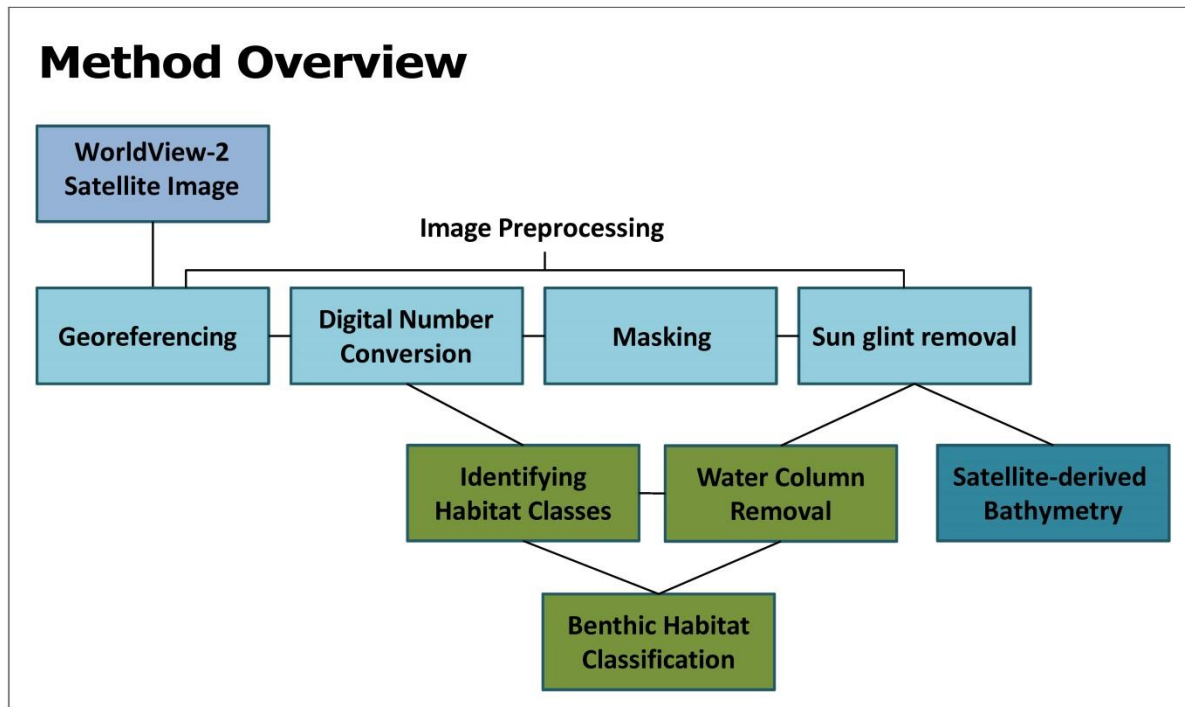 Method Overview
WorldView-2
Satellite Image
Image Preprocessing
Georeferencing
Digital Number
Conversion
Masking
Sun glint removal
Identifying
Habitat Classes
Water Column
Removal
Satellite-derived
Bathymetry
Benthic Habitat
Classification